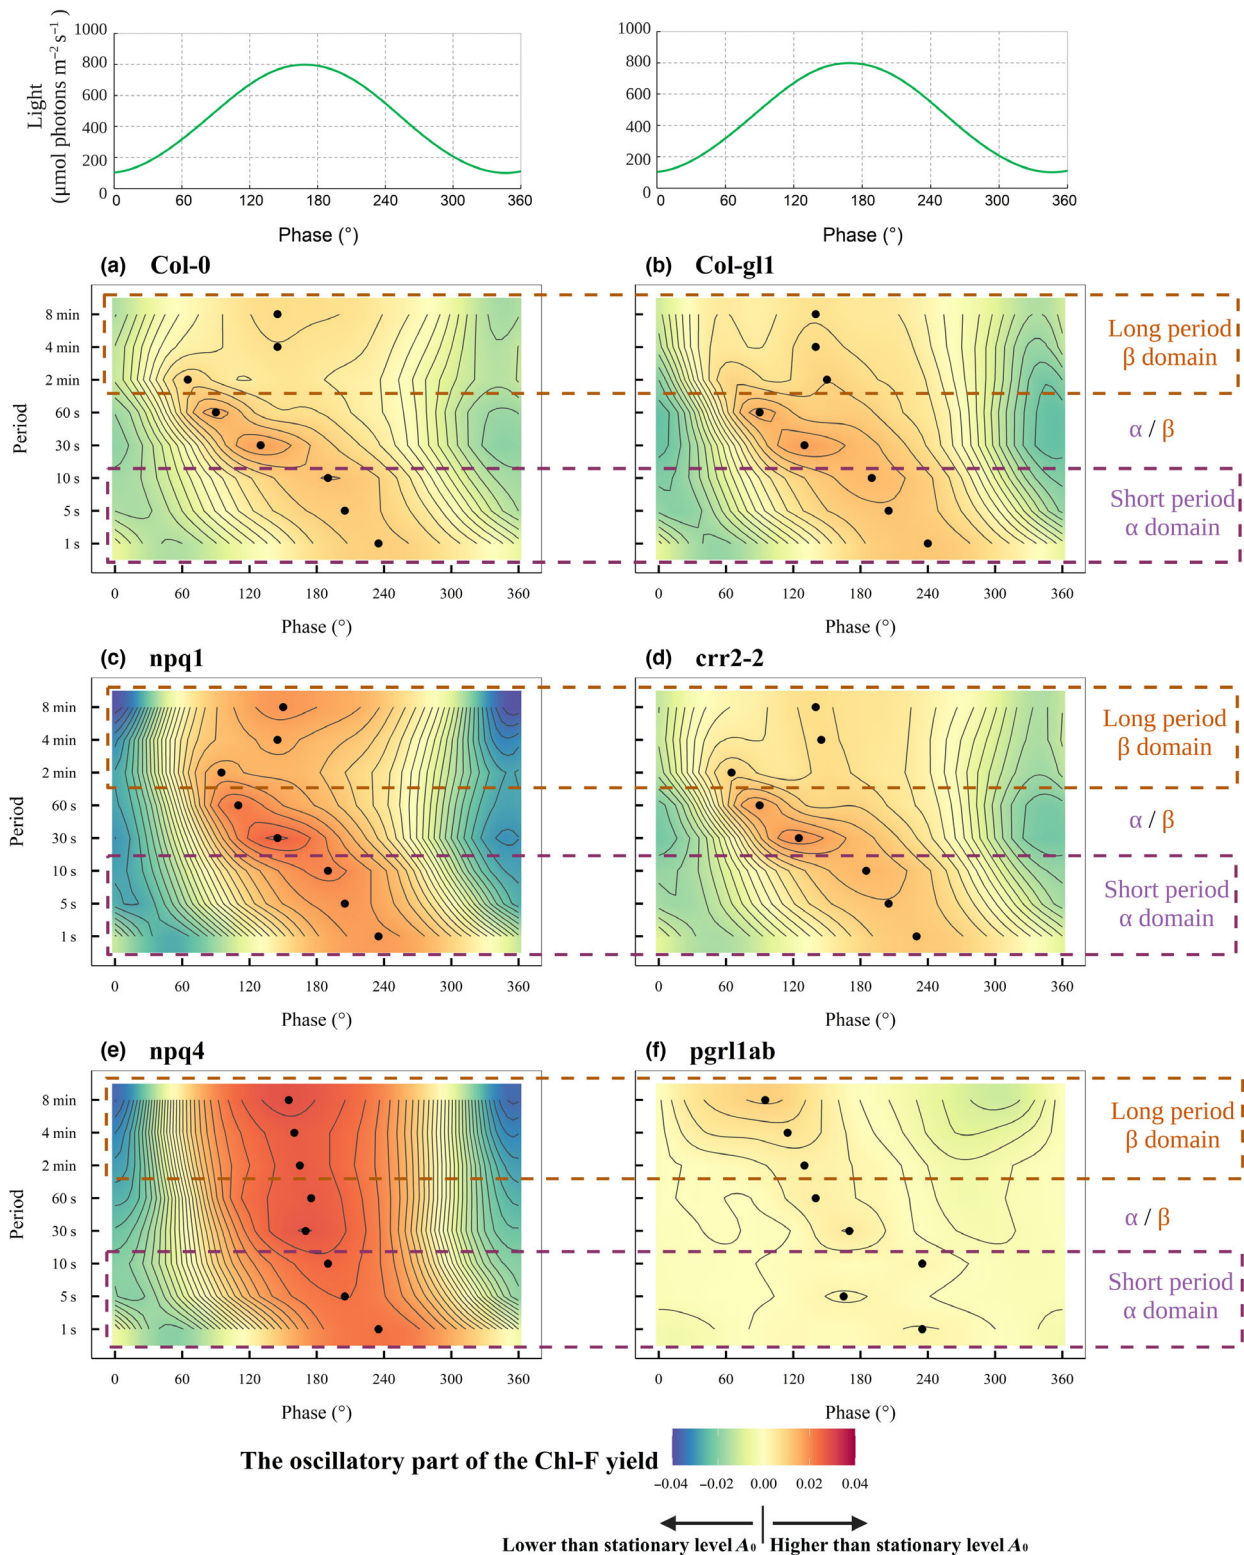 1000
800
600
400
200
0
Light
(μmol photons m⁻² s⁻¹)
0 60 120 180 240 300 360
Phase (°)
1000
800
600
400
200
0
0 60 120 180 240 300 360
Phase (°)
(a) Col-0
(b) Col-gl1
Period
8 min
4 min
2 min
60 s
30 s
10 s
5 s
1 s
0 60 120 180 240 300 360
Phase (°)
0 60 120 180 240 300 360
Phase (°)
Long period
β domain
α / β
Short period
α domain
(c) npq1
(d) crr2-2
Period
8 min
4 min
2 min
60 s
30 s
10 s
5 s
1 s
0 60 120 180 240 300 360
Phase (°)
0 60 120 180 240 300 360
Phase (°)
Long period
β domain
α / β
Short period
α domain
(e) npq4
(f) pgrl1ab
Period
8 min
4 min
2 min
60 s
30 s
10 s
5 s
1 s
0 60 120 180 240 300 360
Phase (°)
0 60 120 180 240 300 360
Phase (°)
Long period
β domain
α / β
Short period
α domain
The oscillatory part of the Chl-F yield
−0.04 −0.02 0.00 0.02 0.04
Lower than stationary level A₀ Higher than stationary level A₀